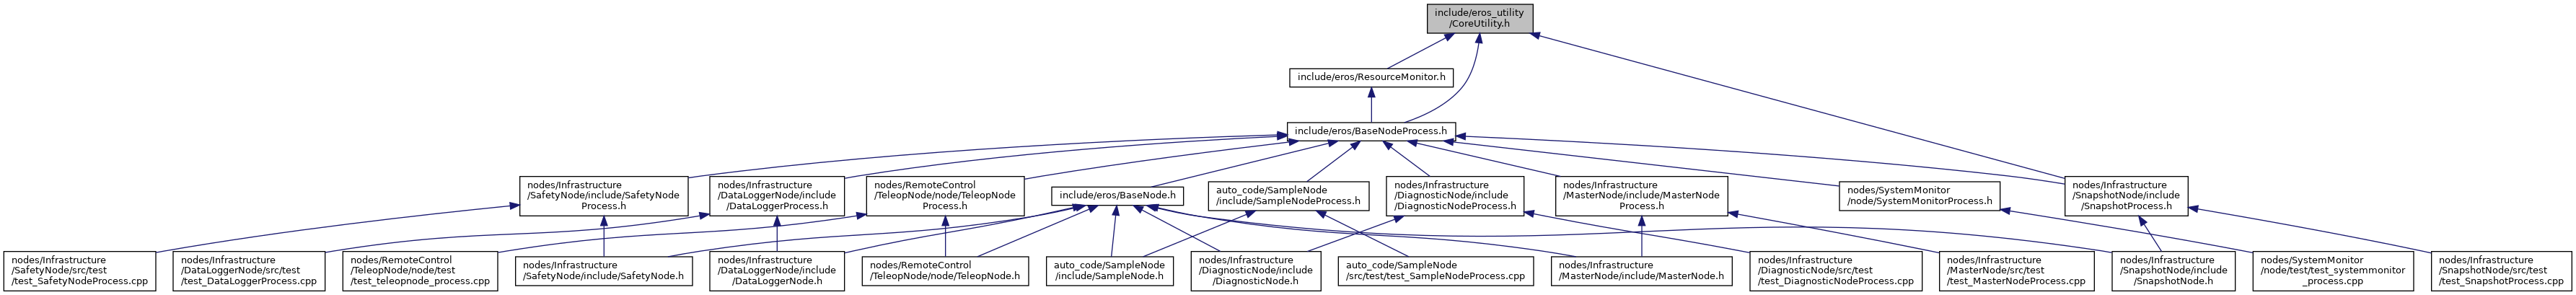 include/eros_utility
/CoreUtility.h
include/eros/ResourceMonitor.h
include/eros/BaseNodeProcess.h
nodes/Infrastructure
/SafetyNode/include/SafetyNode
Process.h
nodes/Infrastructure
/DataLoggerNode/include
/DataLoggerProcess.h
nodes/RemoteControl
/TeleopNode/node/TeleopNode
Process.h
include/eros/BaseNode.h
auto_code/SampleNode
/include/SampleNodeProcess.h
nodes/Infrastructure
/DiagnosticNode/include
/DiagnosticNodeProcess.h
nodes/Infrastructure
/MasterNode/include/MasterNode
Process.h
nodes/SystemMonitor
/node/SystemMonitorProcess.h
nodes/Infrastructure
/SnapshotNode/include
/SnapshotProcess.h
nodes/Infrastructure
/SafetyNode/src/test
/test_SafetyNodeProcess.cpp
nodes/Infrastructure
/DataLoggerNode/src/test
/test_DataLoggerProcess.cpp
nodes/RemoteControl
/TeleopNode/node/test
/test_teleopnode_process.cpp
nodes/Infrastructure
/SafetyNode/include/SafetyNode.h
nodes/Infrastructure
/DataLoggerNode/include
/DataLoggerNode.h
nodes/RemoteControl
/TeleopNode/node/TeleopNode.h
auto_code/SampleNode
/include/SampleNode.h
nodes/Infrastructure
/DiagnosticNode/include
/DiagnosticNode.h
auto_code/SampleNode
/src/test/test_SampleNodeProcess.cpp
nodes/Infrastructure
/MasterNode/include/MasterNode.h
nodes/Infrastructure
/DiagnosticNode/src/test
/test_DiagnosticNodeProcess.cpp
nodes/Infrastructure
/MasterNode/src/test
/test_MasterNodeProcess.cpp
nodes/Infrastructure
/SnapshotNode/include
/SnapshotNode.h
nodes/SystemMonitor
/node/test/test_systemmonitor
_process.cpp
nodes/Infrastructure
/SnapshotNode/src/test
/test_SnapshotProcess.cpp